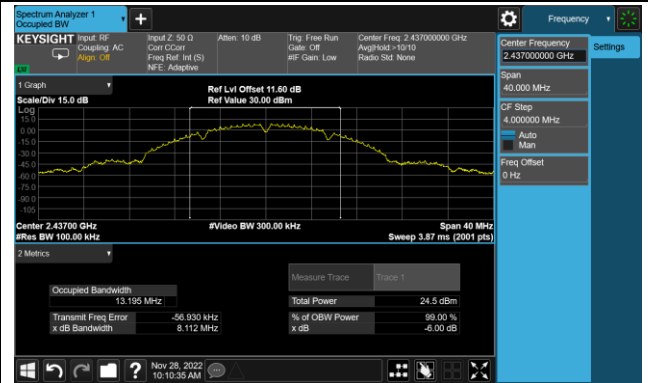 Spectrum Analyzer 1
Occupied BW
+
Frequency
KEYSIGHT
Input: RF
Coupling: AC
Align: Off
Input Z: 50 Ω
Corr CCorr
Freq Ref: Int (S)
NFE: Adaptive
Atten: 10 dB
Trig: Free Run
Gate: Off
#IF Gain: Low
Center Freq: 2.437000000 GHz
Avg|Hold:>10/10
Radio Std: None
LXI
Center Frequency
2.437000000 GHz
Settings
Span
40.000 MHz
CF Step
4.000000 MHz
Auto
Man
Freq Offset
0 Hz
1 Graph
Scale/Div 15.0 dB
Ref Lvl Offset 11.60 dB
Ref Value 30.00 dBm
Log
15.0
0.00
-15.0
-30.0
-45.0
-60.0
-75.0
-90.0
-105
Center 2.43700 GHz
#Video BW 300.00 kHz
Span 40 MHz
#Res BW 100.00 kHz
Sweep 3.87 ms (2001 pts)
2 Metrics
Measure Trace
Trace 1
Occupied Bandwidth
13.195 MHz
Total Power
24.5 dBm
Transmit Freq Error
-56.930 kHz
% of OBW Power
99.00 %
x dB Bandwidth
8.112 MHz
x dB
-6.00 dB
?
Nov 28, 2022
10:10:35 AM